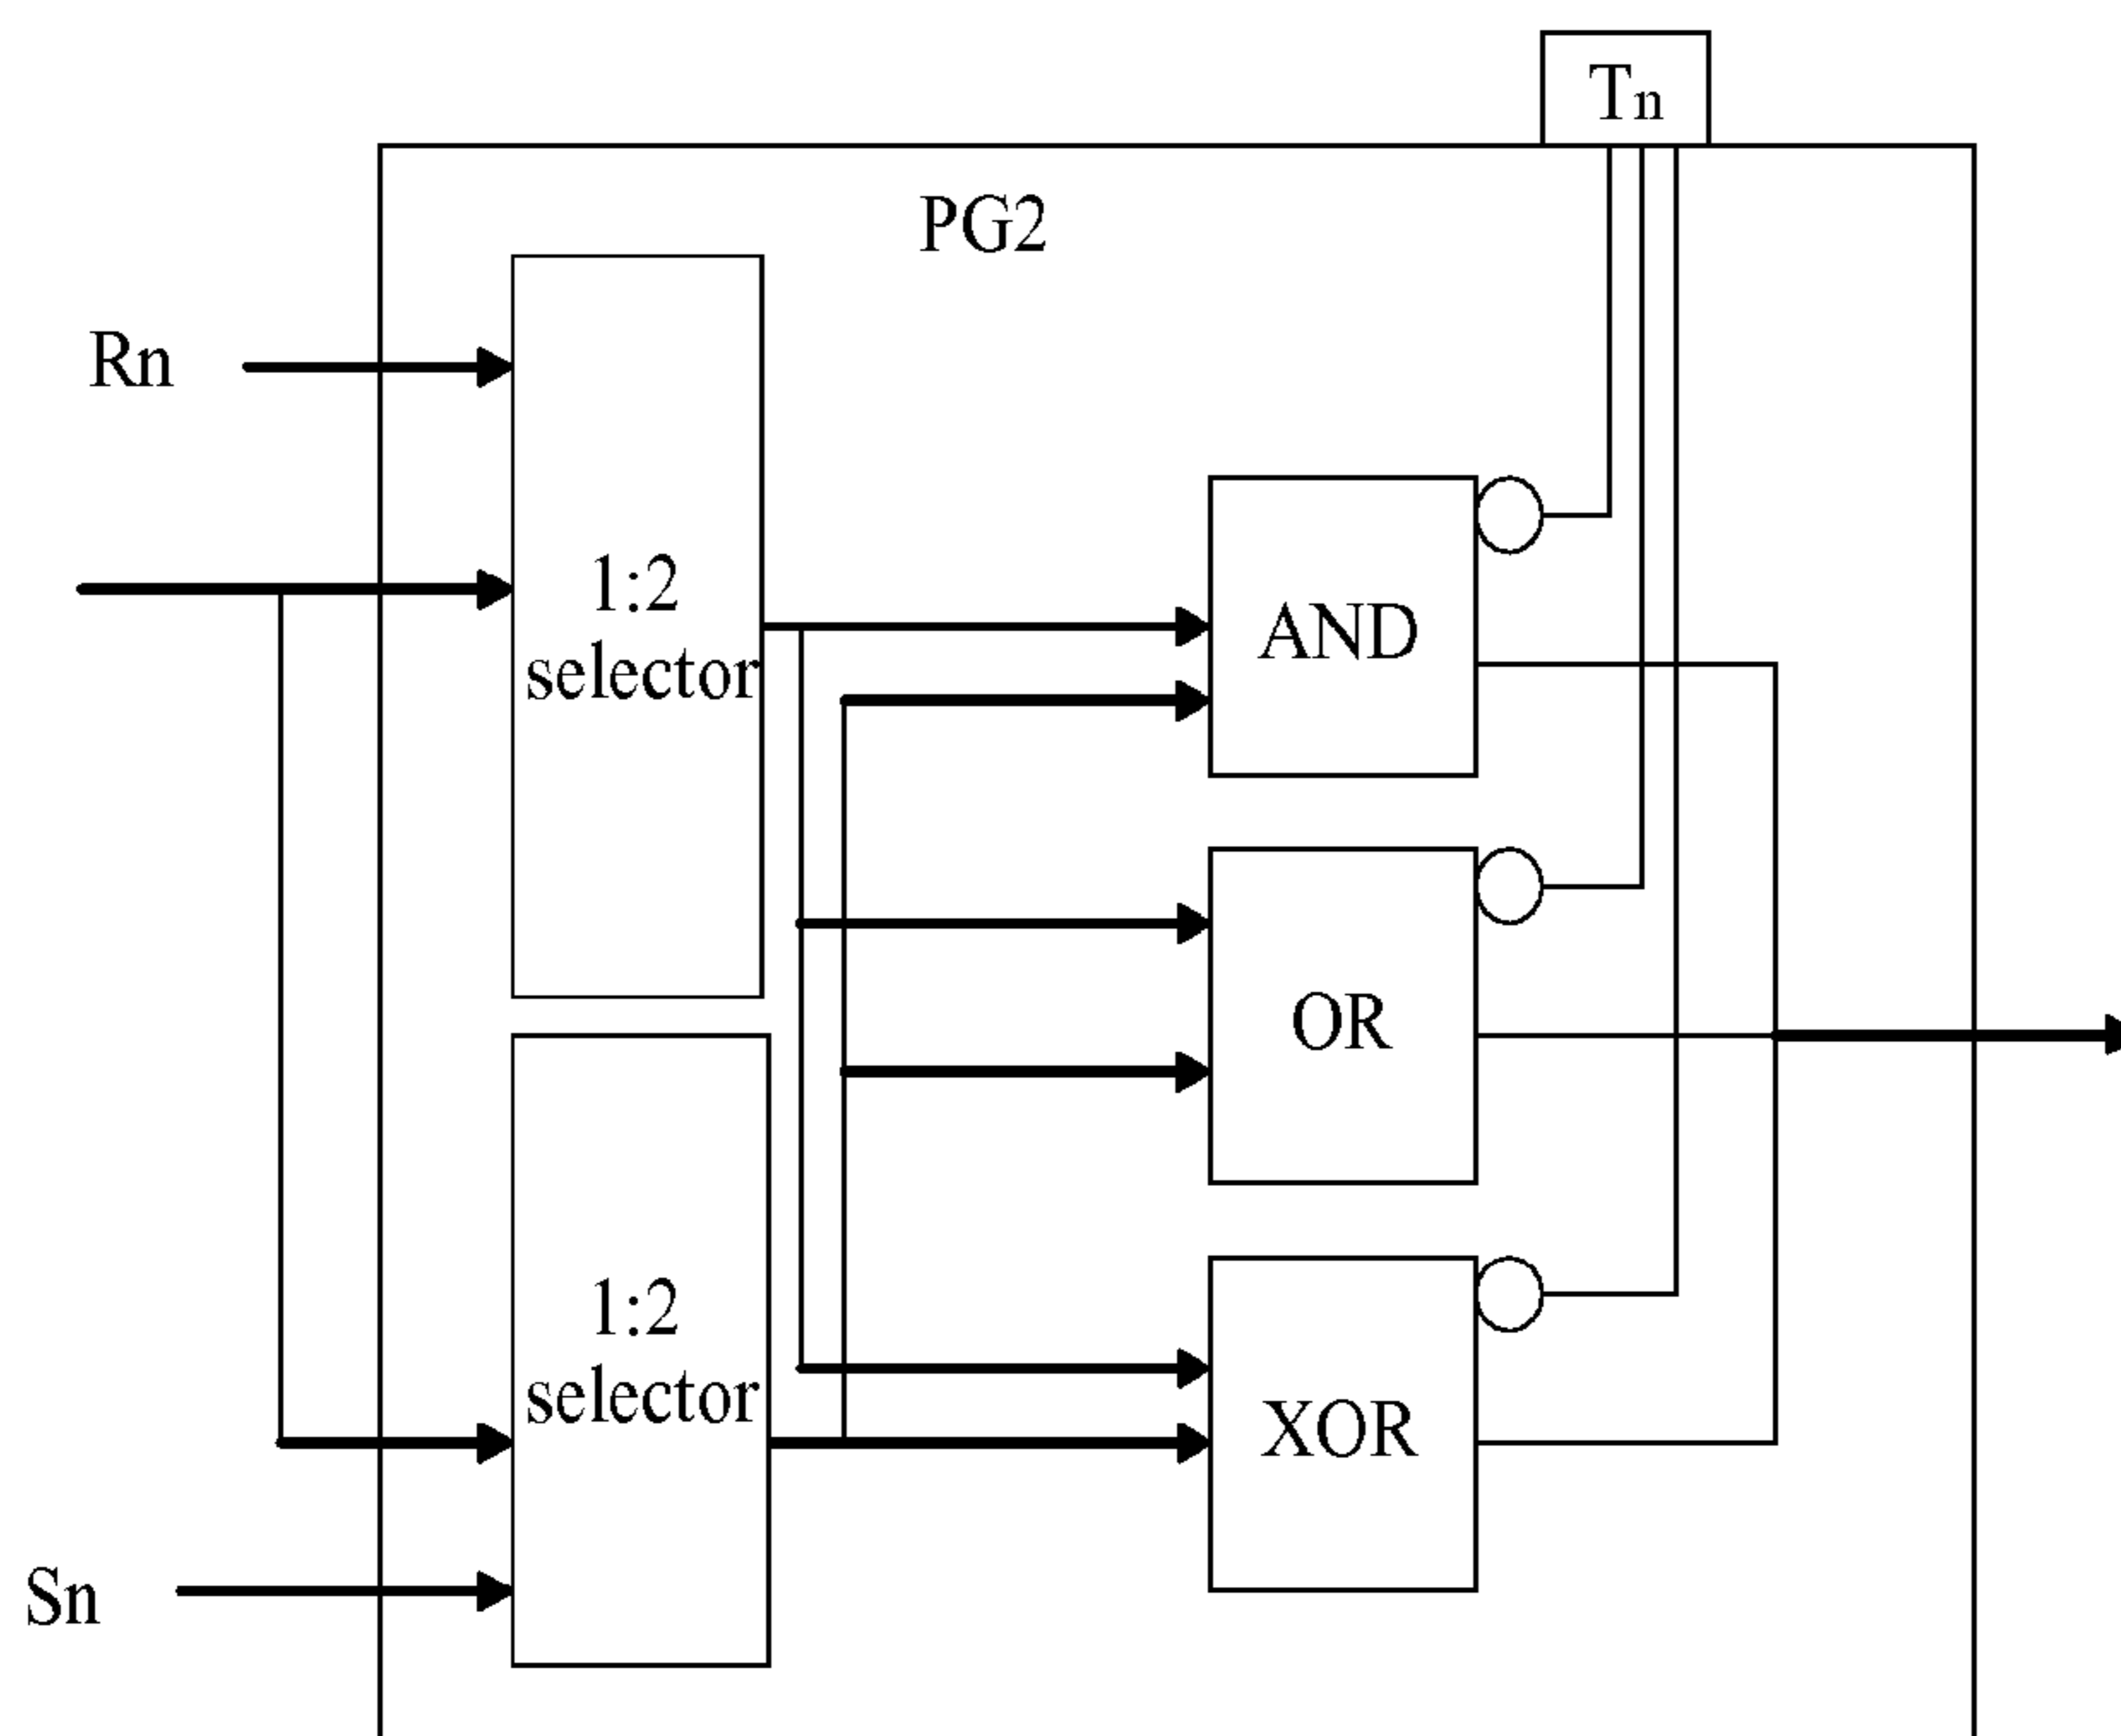 Tn
PG2
Rn
1:2
selector
AND
OR
1:2
selector
XOR
Sn